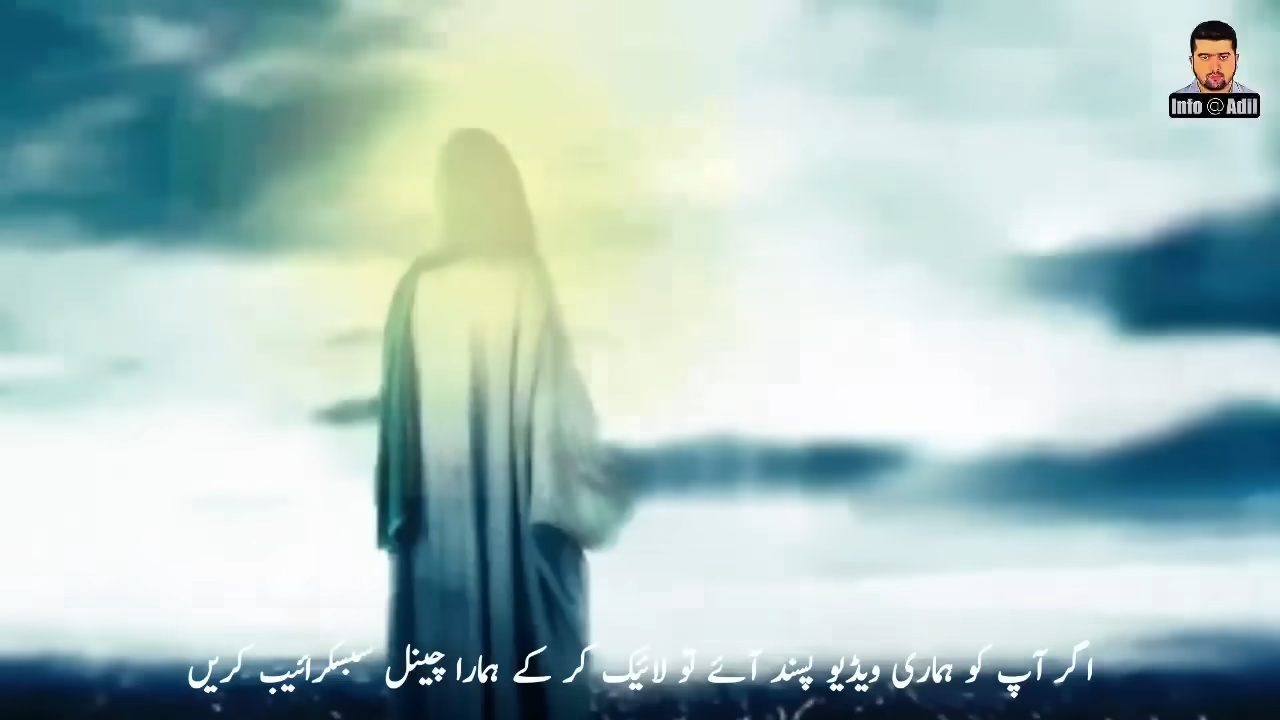 Info @ Adil
اگر آپ کو ہماری ویڈیو پسند آئے تو لائیک کر کے ہمارا چینل سبسکرائیب کریں